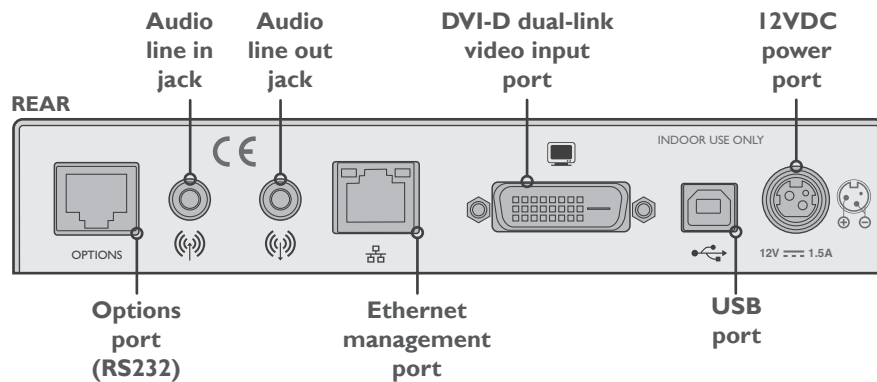 Audio
line in
jack
Audio
line out
jack
DVI-D dual-link
video input
port
12VDC
power
port
REAR
CE
INDOOR USE ONLY
OPTIONS
12V 1.5A
Options
port
(RS232)
Ethernet
management
port
USB
port